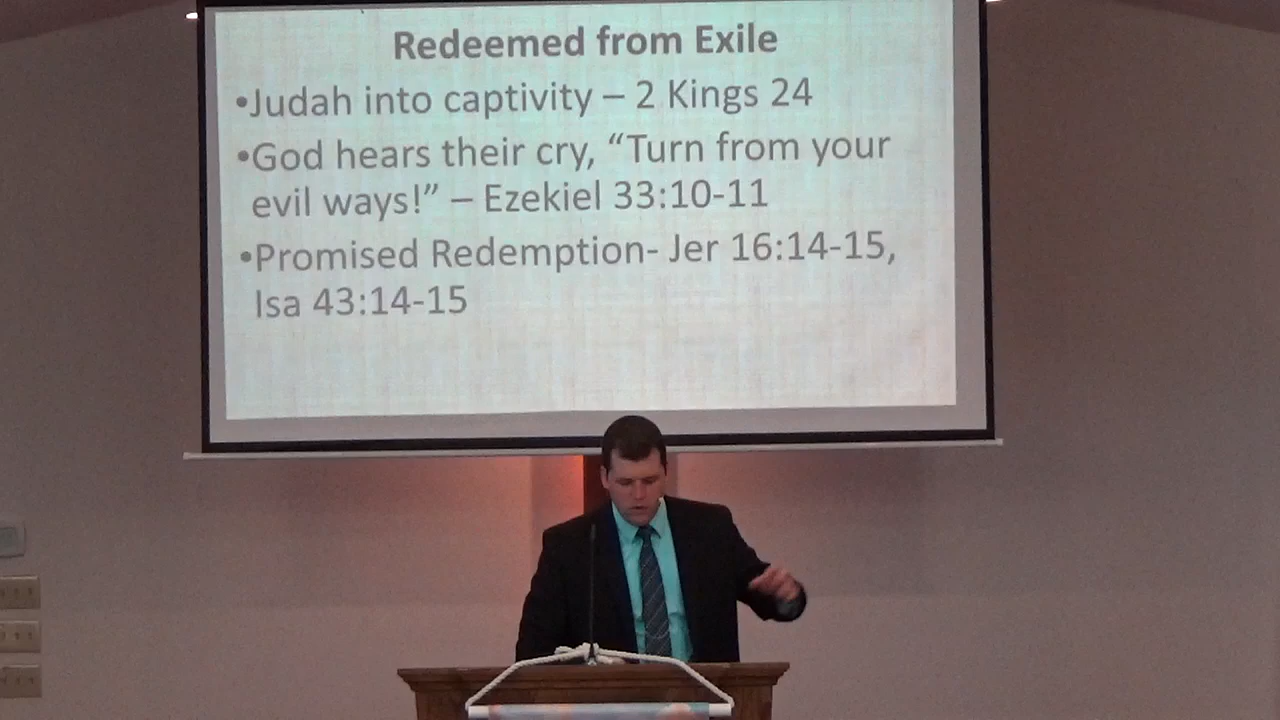 Redeemed from Exile
•Judah into captivity – 2 Kings 24
•God hears their cry, “Turn from your
evil ways!” – Ezekiel 33:10-11
•Promised Redemption- Jer 16:14-15,
Isa 43:14-15